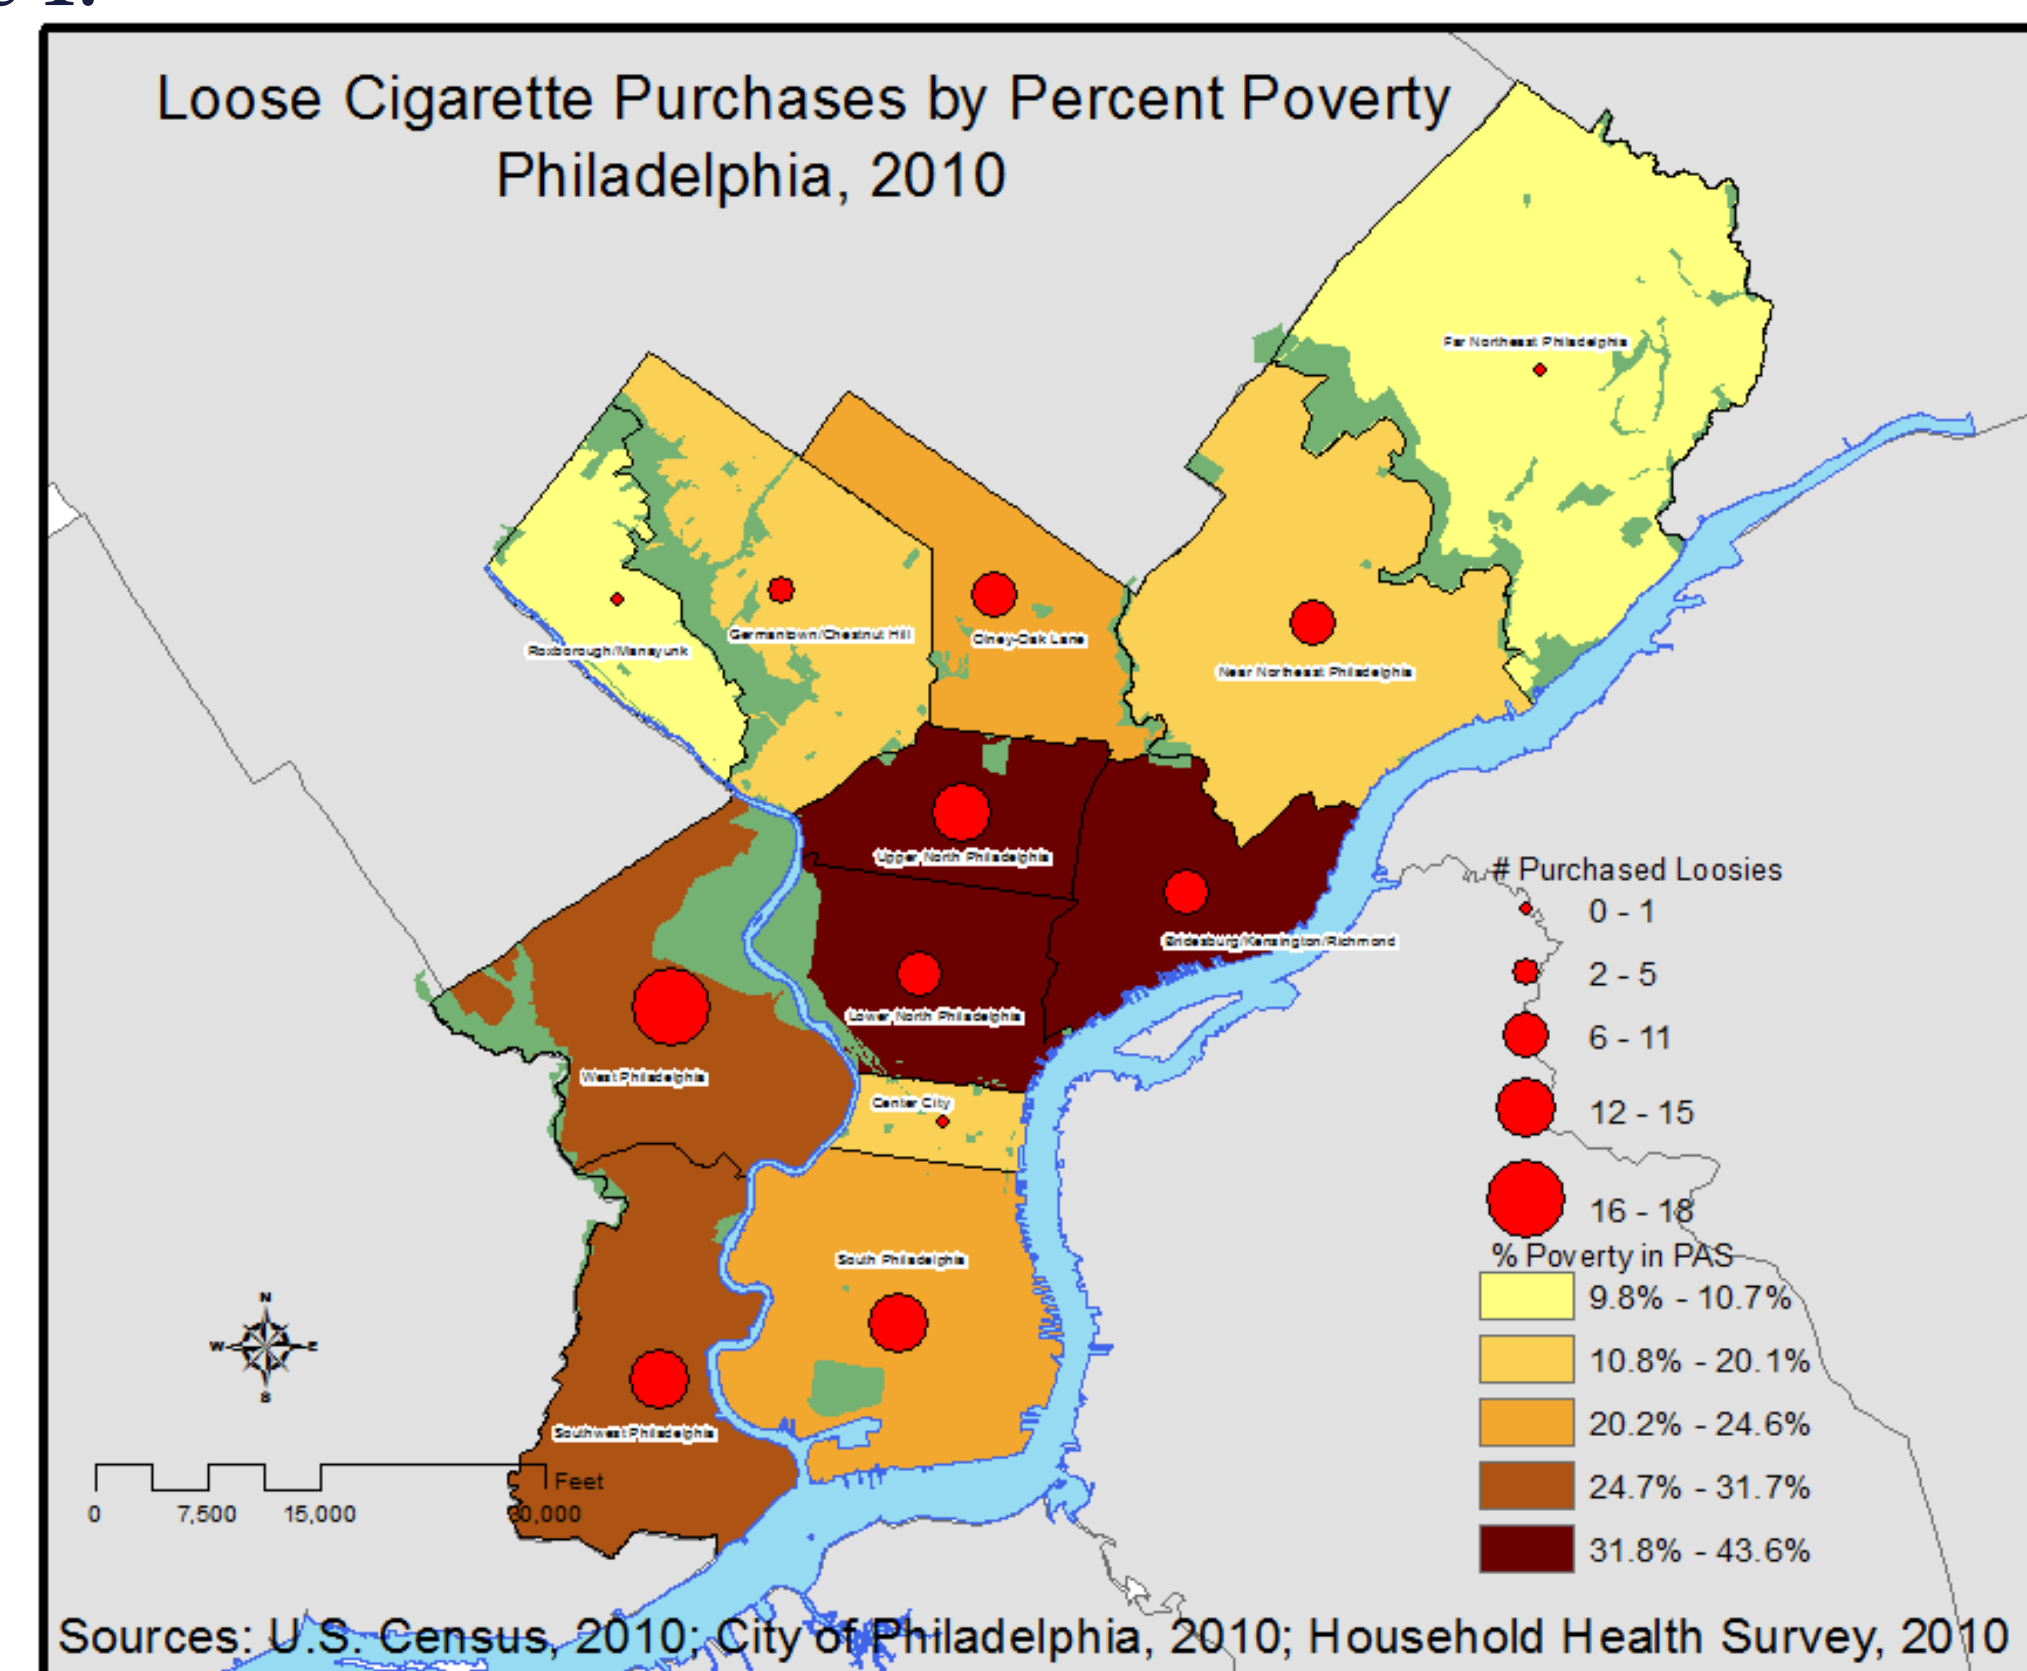 Loose Cigarette Purchases by Percent Poverty
Philadelphia, 2010
Far Northeast Philadelphia
Germantown/Chestnut Hill
Olney-Oak Lane
Roxborough/Manayunk
Near Northeast Philadelphia
Upper North Philadelphia
# Purchased Loosies
0 - 1
Bridesburg/Kensington/Richmond
2 - 5
Lower North Philadelphia
6 - 11
West Philadelphia
Center City
12 - 15
16 - 18
South Philadelphia
% Poverty in PAS
9.8% - 10.7%
N
W E
S
10.8% - 20.1%
Southwest Philadelphia
20.2% - 24.6%
Feet
24.7% - 31.7%
0 7,500 15,000 30,000
31.8% - 43.6%
Sources: U.S. Census, 2010; City of Philadelphia, 2010; Household Health Survey, 2010